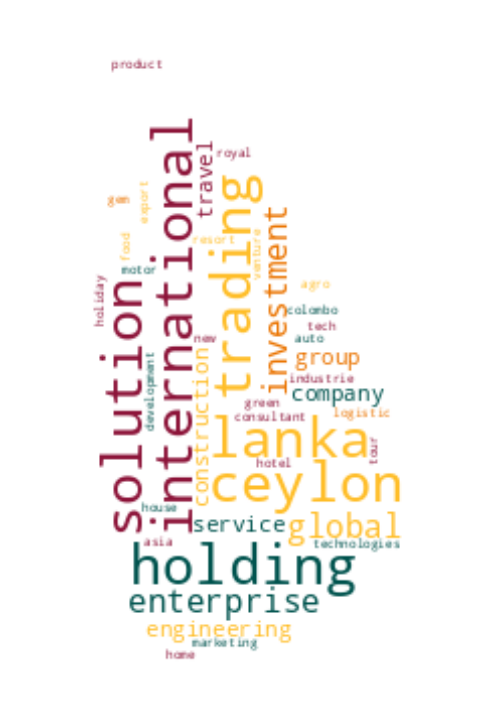 product
international
travel
royal
trading
export
gem
investment
food
resort
venture
motor
holiday
solution
agro
colombo
tech
new
auto
construction
development
group
industrie
company
green
consultant
logistic
lanka
tour
hotel
ceylon
house
service
global
asia
technologies
holding
enterprise
engineering
marketing
home